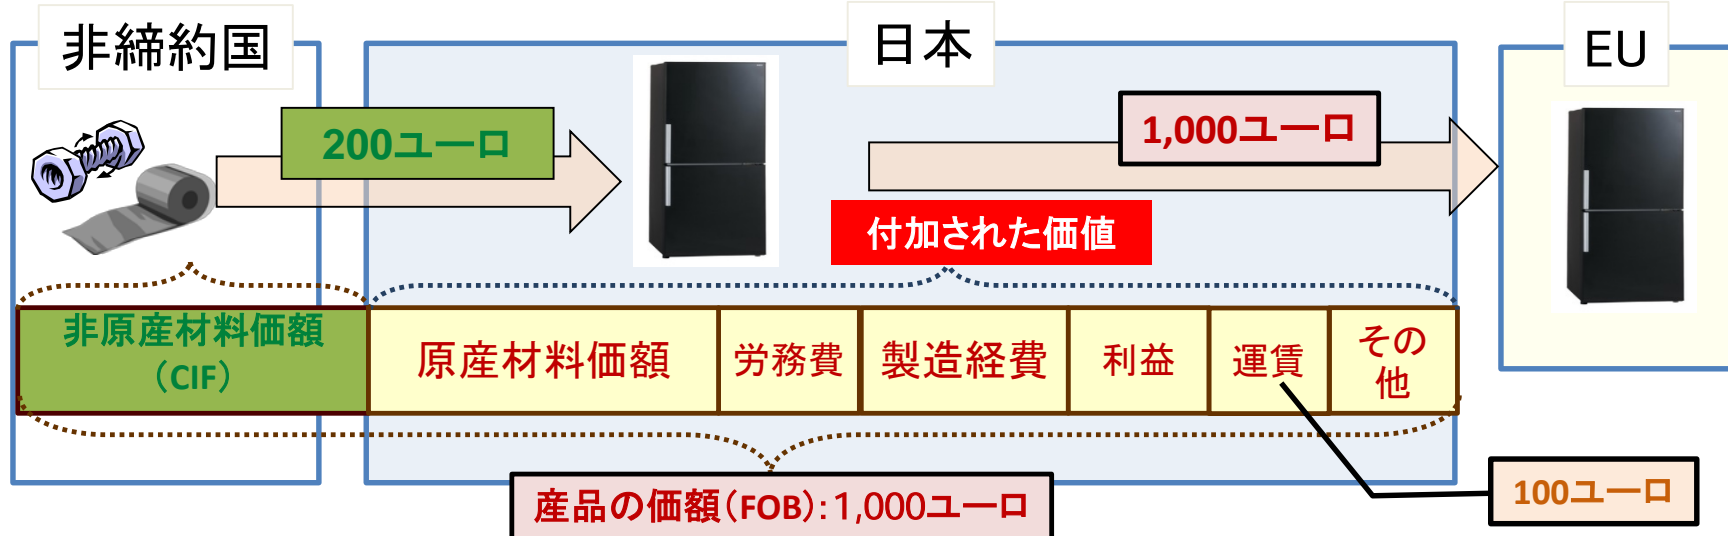 非締約国
日本
EU
200ユーロ
1,000ユーロ
付加された価値
非原産材料価額
（CIF）
原産材料価額
労務費
製造経費
利益
運賃
その
他
産品の価額（FOB）：1,000ユーロ
100ユーロ